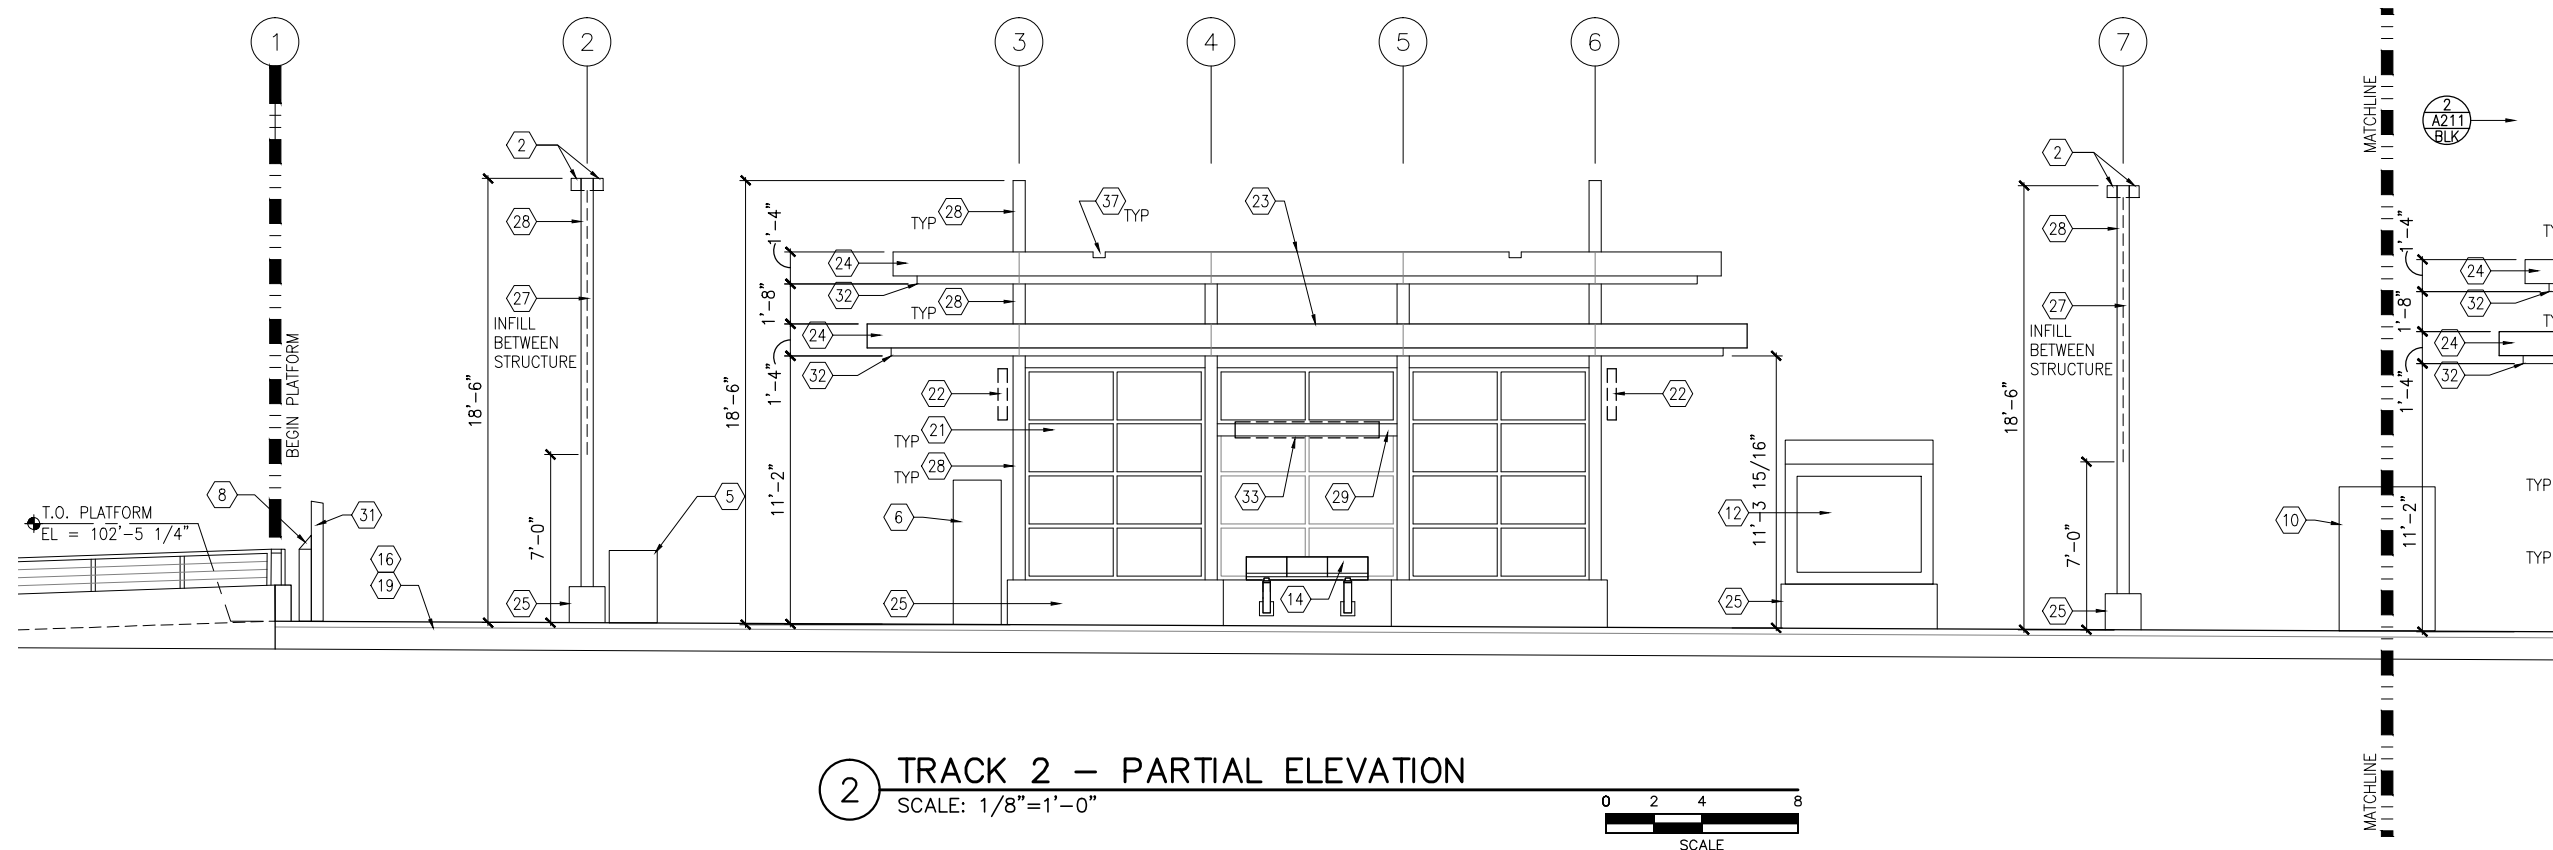 1
2
3
4
5
6
7
MATCHLINE
2
A211
BLK
2
2
28
27
INFILL
BETWEEN
STRUCTURE
18'-6"
7'-0"
BEGIN PLATFORM
8
31
T.O. PLATFORM
EL = 102'-5 1/4"
16
19
25
5
18'-6"
1'-4"
1'-8"
1'-4"
11'-2"
TYP 28
37 TYP
23
24
32
TYP 28
24
32
22
22
TYP 21
TYP 28
6
33
29
14
25
11'-3 15/16"
12
25
28
27
INFILL
BETWEEN
STRUCTURE
18'-6"
7'-0"
25
10
1'-4"
1'-8"
1'-4"
11'-2"
24
32
24
32
TY
TY
TYP
TYP
MATCHLINE
2
TRACK 2 – PARTIAL ELEVATION
SCALE: 1/8"=1'-0"
0 2 4 8
SCALE